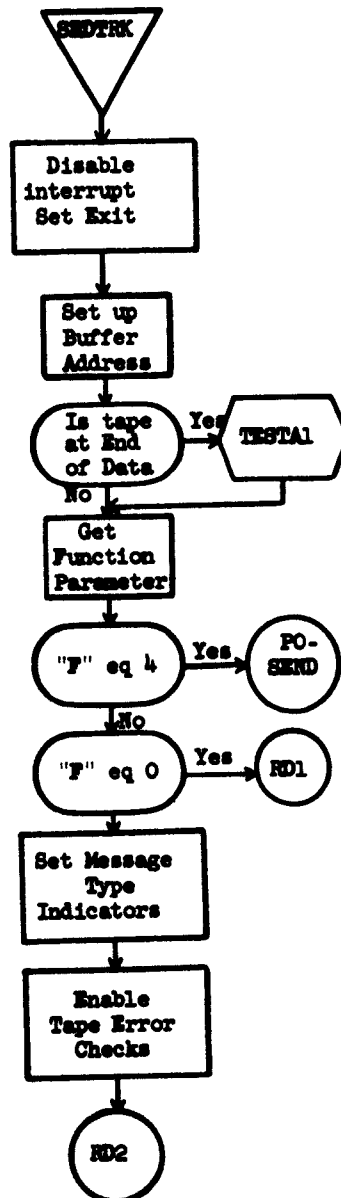 SEDTRK
Disable
interrupt
Set Exit
Set up
Buffer
Address
Is tape
at End
of Data
Yes
TESTA1
No
Get
Function
Parameter
"F" eq 4
Yes
PO-
SEND
No
"F" eq 0
Yes
RD1
Set Message
Type
Indicators
Enable
Tape Error
Checks
RD2